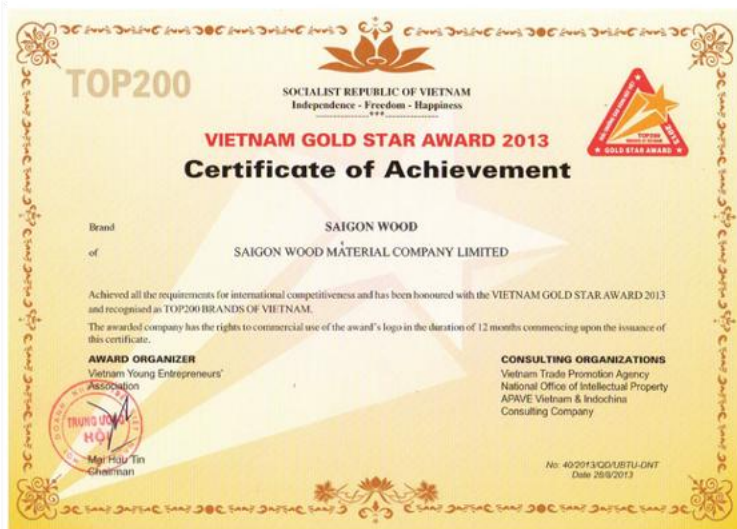 TOP200
SOCIALIST REPUBLIC OF VIETNAM
Independence - Freedom - Happiness
***
TOP200
2013
GOLD STAR AWARD
VIETNAM GOLD STAR AWARD 2013
Certificate of Achievement
Brand SAIGON WOOD
of SAIGON WOOD MATERIAL COMPANY LIMITED
Achieved all the requirements for international competitiveness and has been honoured with the VIETNAM GOLD STAR AWARD 2013
and recognised as TOP200 BRANDS OF VIETNAM.
The awarded company has the rights to commercial use of the award's logo in the duration of 12 months commencing upon the issuance of
this certificate.
AWARD ORGANIZER
Vietnam Young Entrepreneurs'
Association
TRUNG ƯƠNG
HỘI
Mai Huu Tin
Chairman
CONSULTING ORGANIZATIONS
Vietnam Trade Promotion Agency
National Office of Intellectual Property
APAVE Vietnam & Indochina
Consulting Company
No: 40/2013/QD/UBTU-DNT
Date 28/8/2013